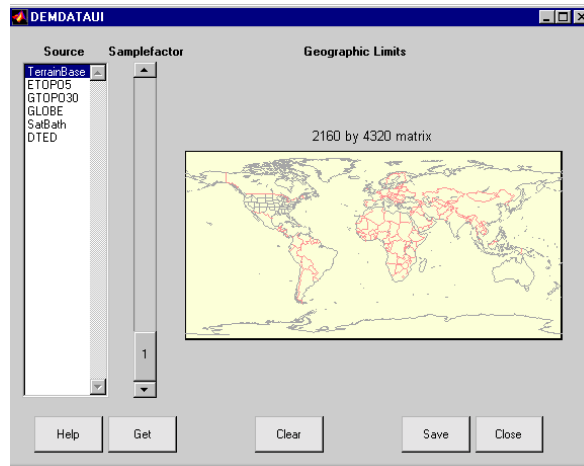 DEMDATAUI
Source Samplefactor Geographic Limits
TerrainBase
ETOPO5
GTOPO30
GLOBE
SatBath
DTED
2160 by 4320 matrix
1
Help Get Clear Save Close